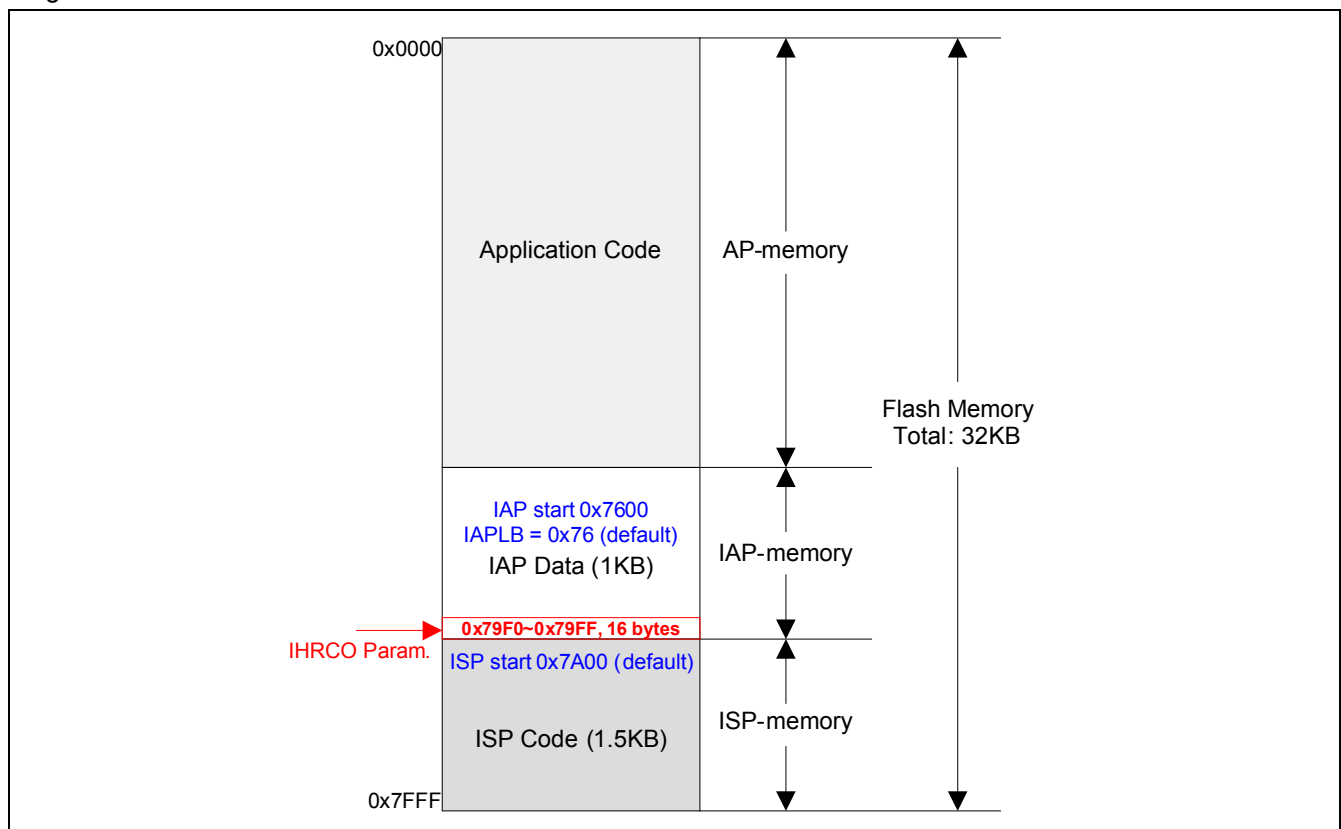 0x0000
Application Code
AP-memory
Flash Memory
Total: 32KB
IAP start 0x7600
IAPLB = 0x76 (default)
IAP Data (1KB)
IAP-memory
0x79F0~0x79FF, 16 bytes
IHRCO Param.
ISP start 0x7A00 (default)
ISP Code (1.5KB)
ISP-memory
0x7FFF